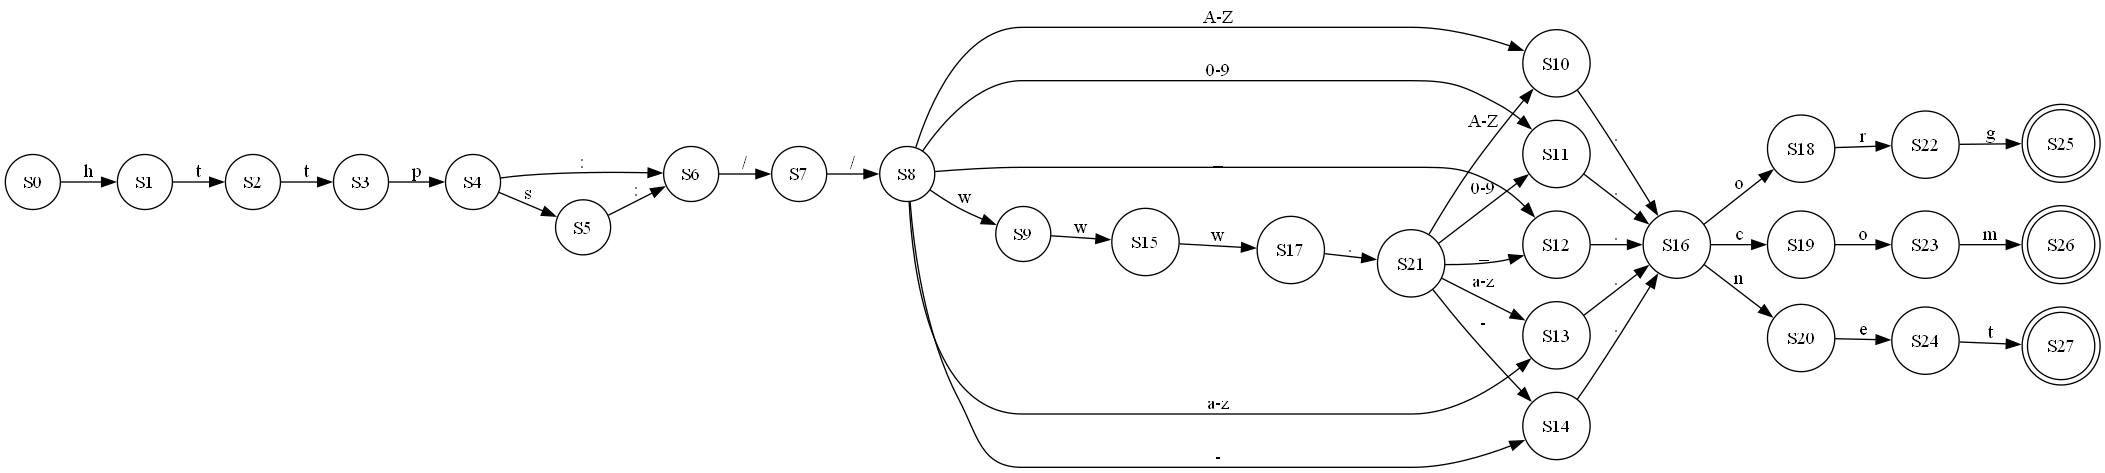 A-Z
0-9
S10
A-Z
S11
0-9
S0 h S1 t S2 t S3 p S4 : s S5 : S6 / S7 / S8
_
w S9 w S15 w S17 . S21
_
S12
a-z
S13
-
S14
a-z
-
. . . . .
S16
o S18 r S22 g S25
c S19 o S23 m S26
n S20 e S24 t S27